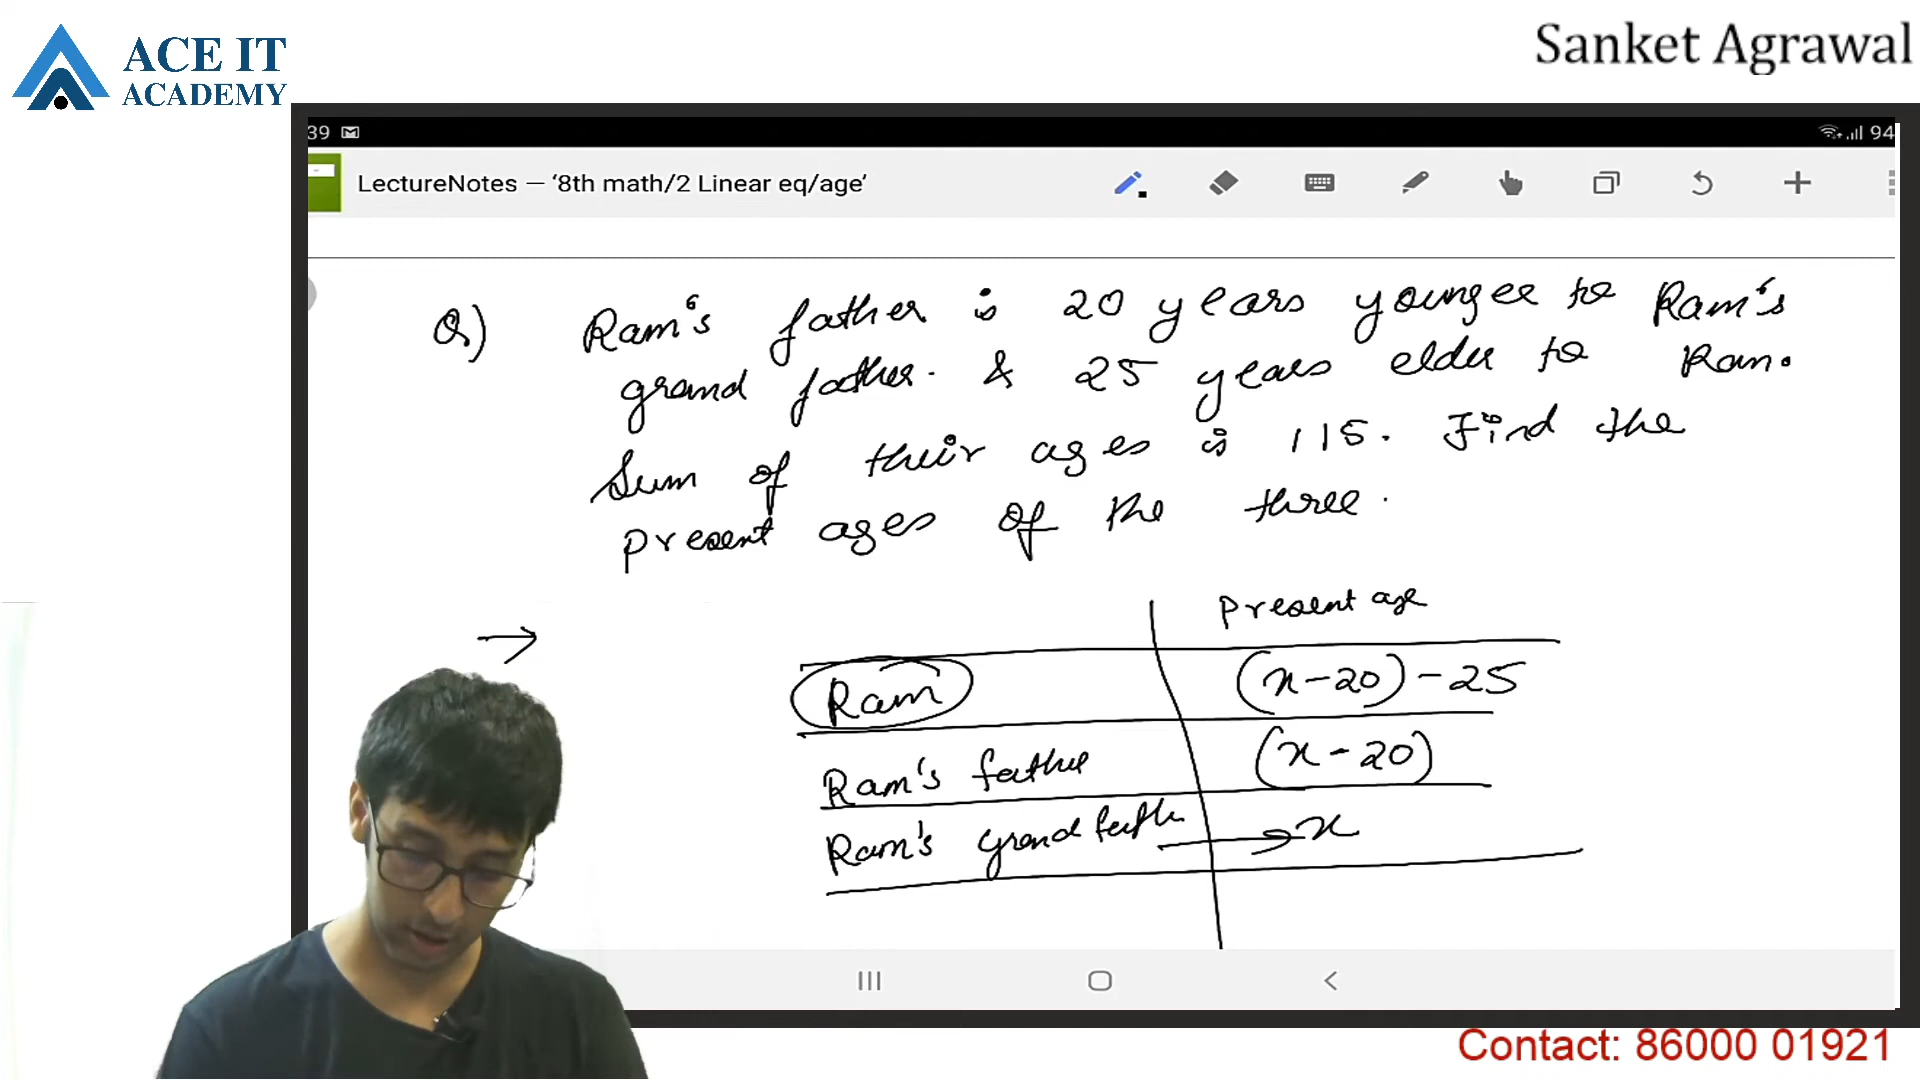 ACE IT
ACADEMY
Sanket Agrawal
39
94
LectureNotes — ‘8th math/2 Linear eq/age’
Q) Ram's father is 20 years younger to Ram's
grand father. & 25 years elder to Ram.
Sum of their ages is 115. Find the
present ages of the three.
→
Present age
Ram (x-20)-25
Ram's father (x-20)
Ram's grand father → x
Contact: 86000 01921